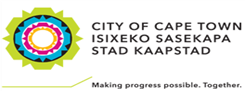 CITY OF CAPE TOWN
ISIXEKO SASEKAPA
STAD KAAPSTAD
Making progress possible. Together.